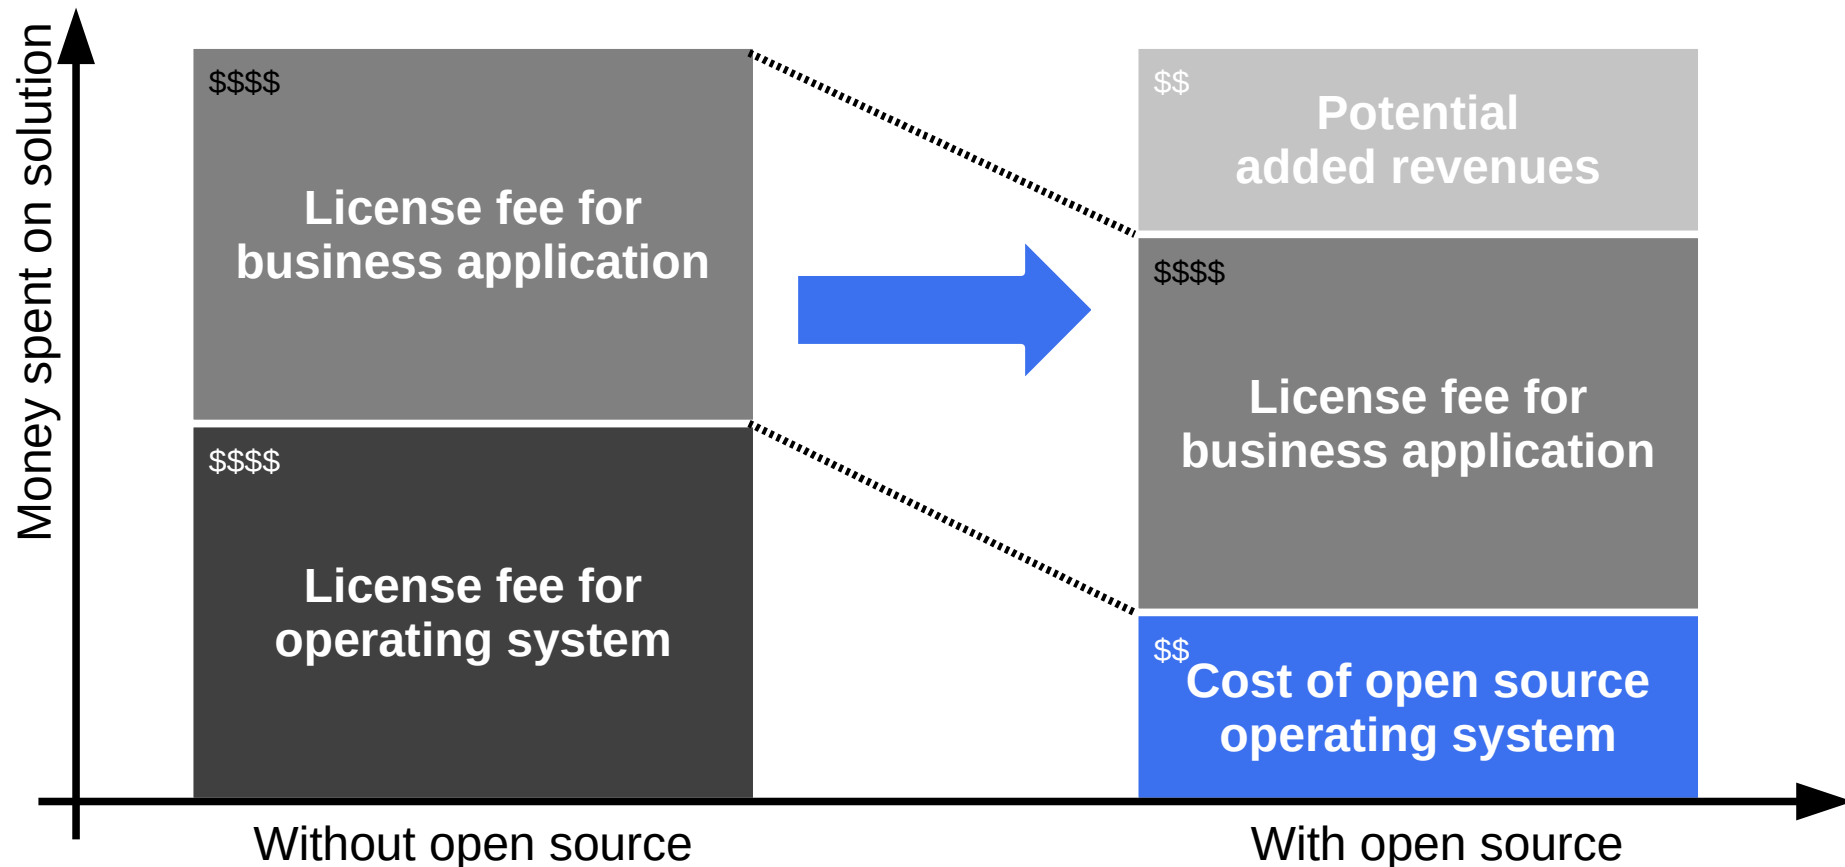 Money spent on solution
$$$$
License fee for
business application
$$$$
License fee for
operating system
Without open source
$$
Potential
added revenues
$$$$
License fee for
business application
$$
Cost of open source
operating system
With open source